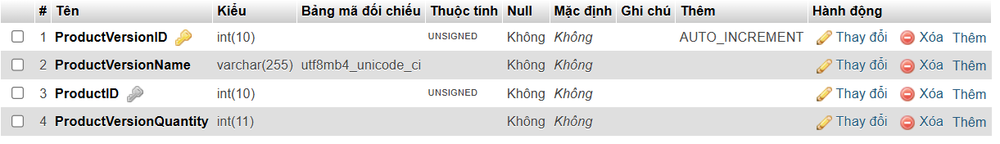 # Tên Kiểu Bảng mã đối chiếu Thuộc tính Null Mặc định Ghi chú Thêm Hành động
1 ProductVersionID int(10) UNSIGNED Không Không AUTO_INCREMENT Thay đổi Xóa Thêm
2 ProductVersionName varchar(255) utf8mb4_unicode_ci Không Không Thay đổi Xóa Thêm
3 ProductID int(10) UNSIGNED Không Không Thay đổi Xóa Thêm
4 ProductVersionQuantity int(11) Không Không Thay đổi Xóa Thêm